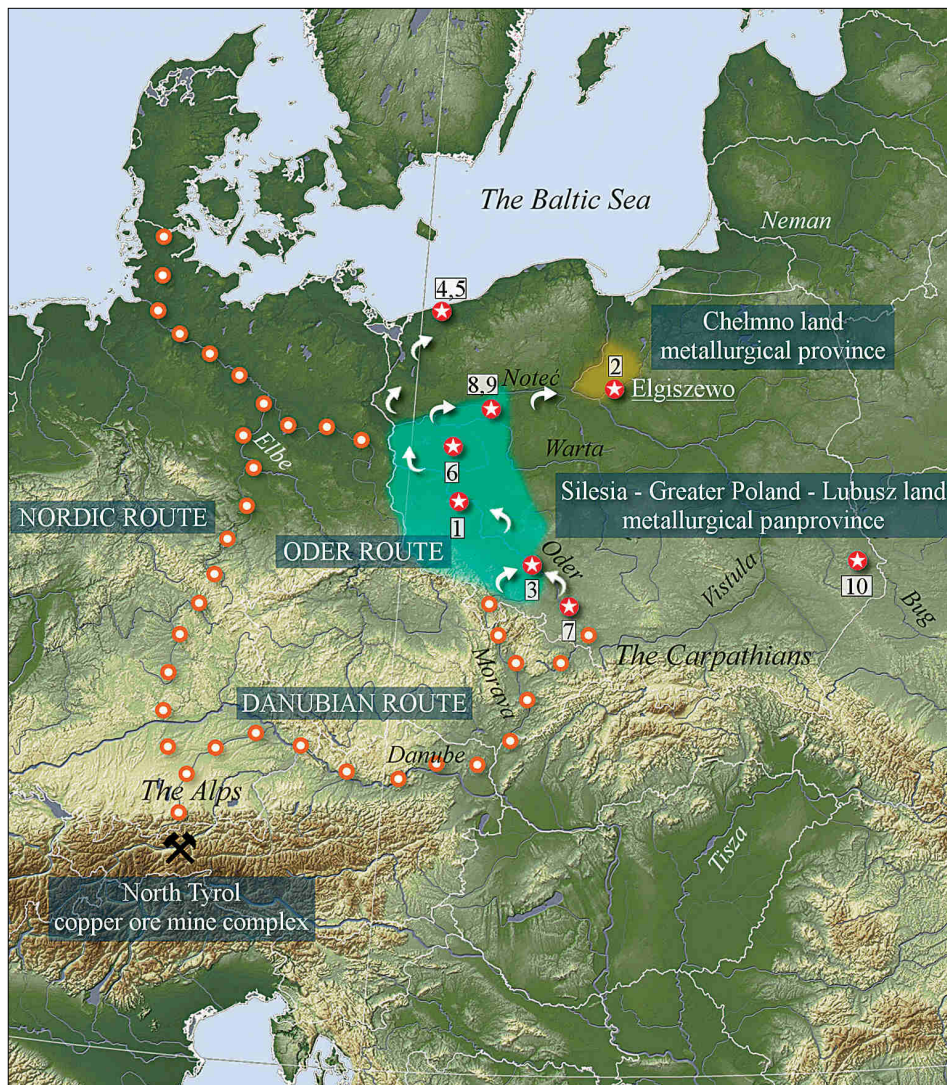 The Baltic Sea
Neman
4,5
Chelmno land
metallurgical province
2
Elgiszewo
8,9
Noteć
Elbe
6
Warta
Silesia - Greater Poland - Lubusz land
metallurgical panprovince
1
NORDIC ROUTE
ODER ROUTE
Oder
3
Vistula
10
Bug
7
The Carpathians
Morava
DANUBIAN ROUTE
Danube
The Alps
Tisza
North Tyrol
copper ore mine complex